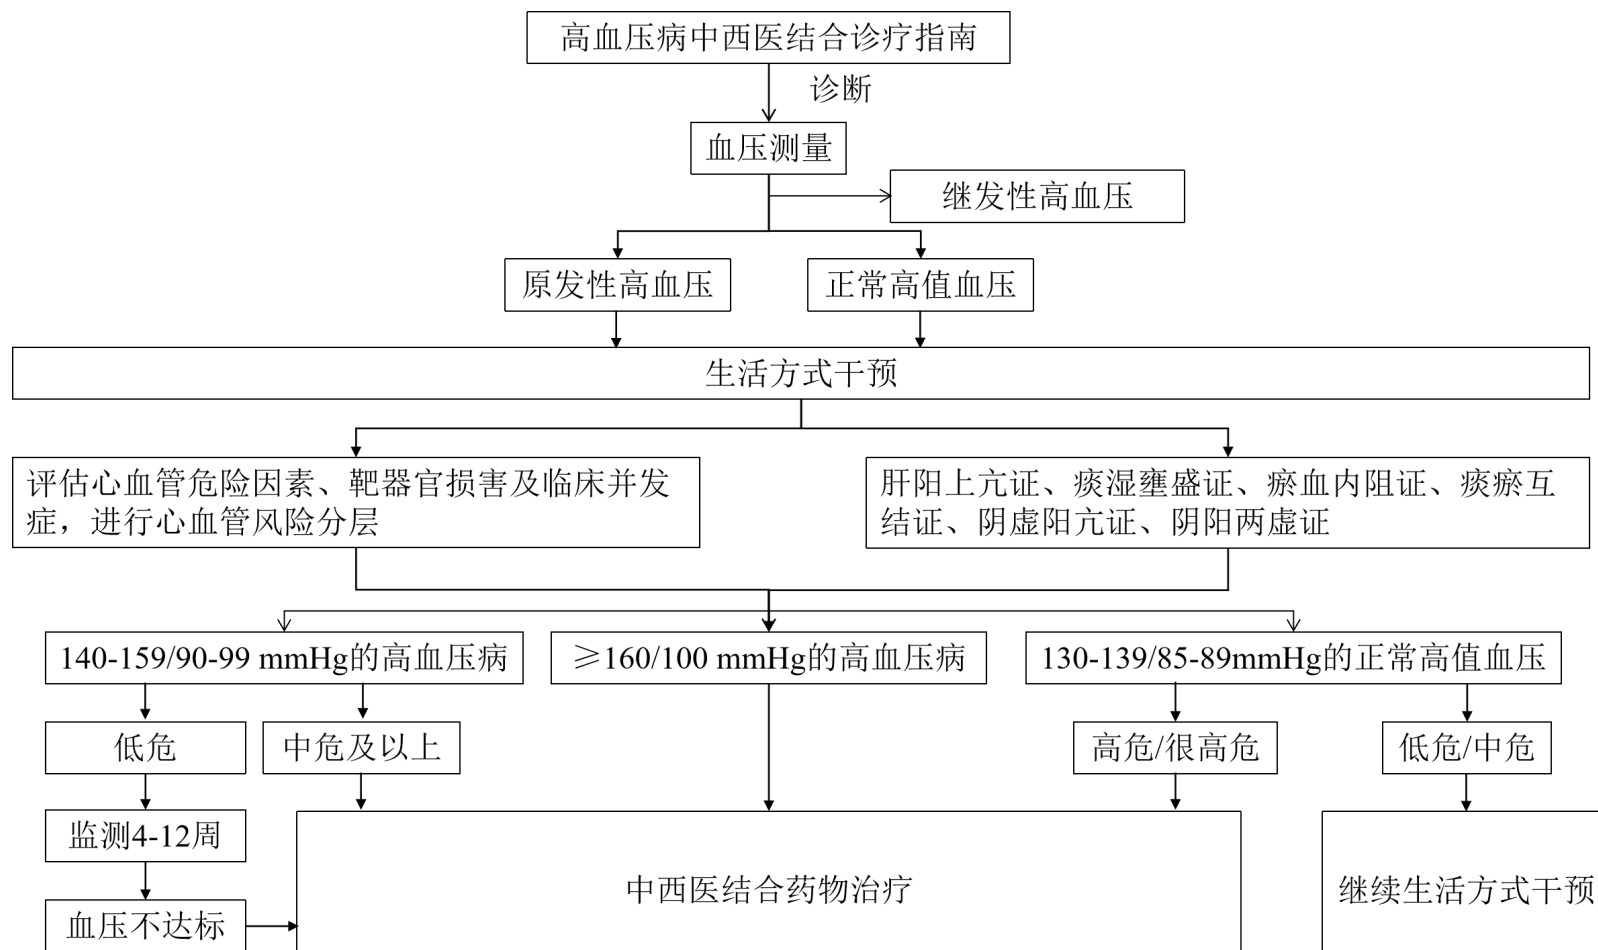 高血压病中西医结合诊疗指南
诊断
血压测量
继发性高血压
原发性高血压
正常高值血压
生活方式干预
评估心血管危险因素、靶器官损害及临床并发
症，进行心血管风险分层
肝阳上亢证、痰湿壅盛证、瘀血内阻证、痰瘀互
结证、阴虚阳亢证、阴阳两虚证
140-159/90-99 mmHg的高血压病
≥160/100 mmHg的高血压病
130-139/85-89mmHg的正常高值血压
低危
中危及以上
高危/很高危
低危/中危
监测4-12周
中西医结合药物治疗
继续生活方式干预
血压不达标